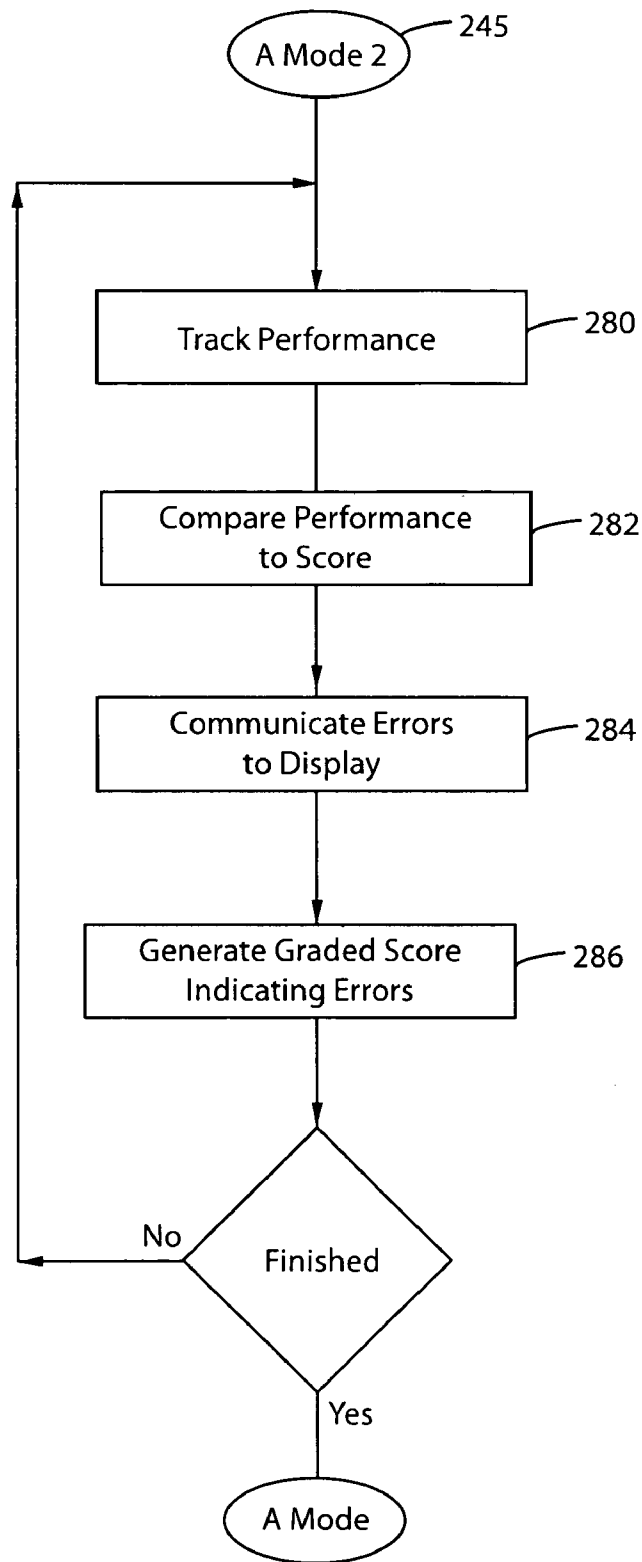 A Mode 2
245
Track Performance
280
Compare Performance
to Score
282
Communicate Errors
to Display
284
Generate Graded Score
Indicating Errors
286
No
Finished
Yes
A Mode